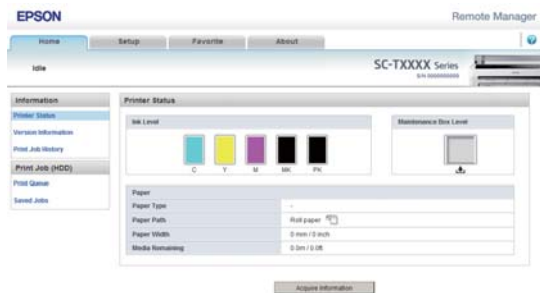 EPSON
Remote Manager
Home Setup Favorite About
Idle
SC-TXXXX Series
S/N 0000000000
Information
Printer Status
Version Information
Print Job History
Print Job (HDD)
Print Queue
Saved Jobs
Printer Status
Ink Level
C Y M MK PK
Maintenance Box Level
Paper
Paper Type -
Paper Path Roll paper
Paper Width 0 mm / 0 inch
Media Remaining 0.0m / 0.0ft
Acquire Information